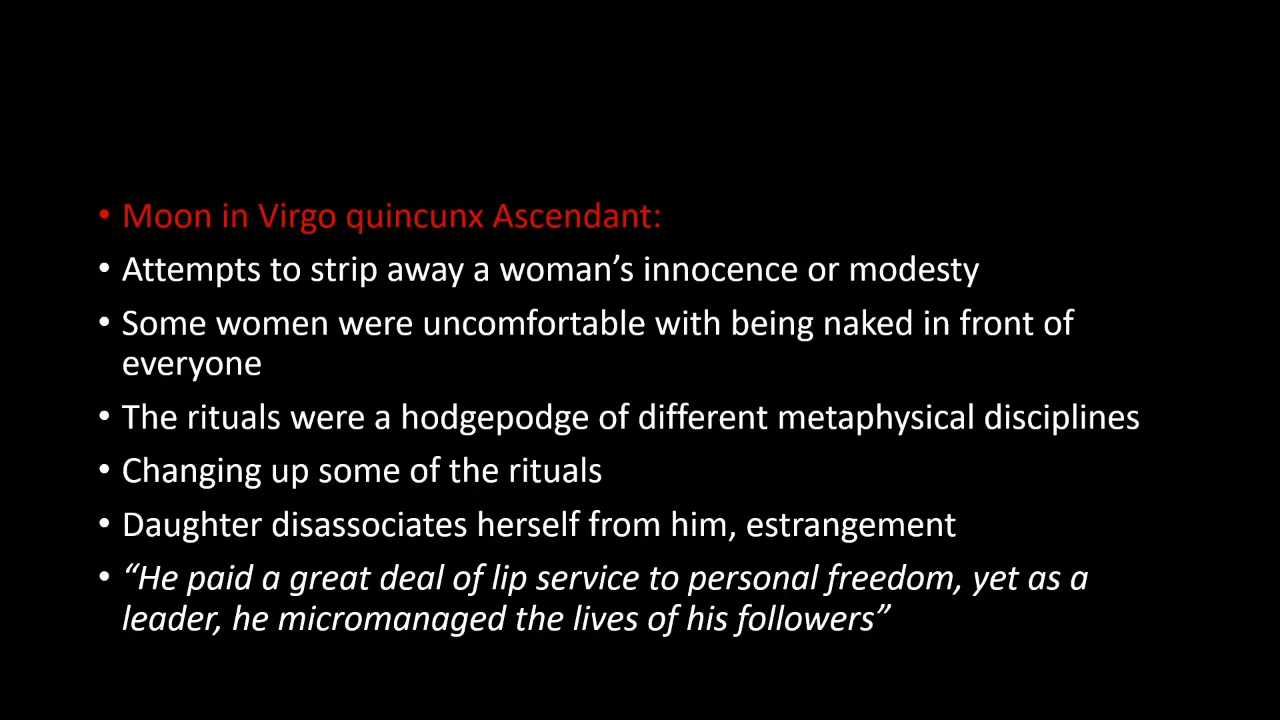 • Moon in Virgo quincunx Ascendant:
• Attempts to strip away a woman’s innocence or modesty
• Some women were uncomfortable with being naked in front of
everyone
• The rituals were a hodgepodge of different metaphysical disciplines
• Changing up some of the rituals
• Daughter disassociates herself from him, estrangement
• “He paid a great deal of lip service to personal freedom, yet as a
leader, he micromanaged the lives of his followers”